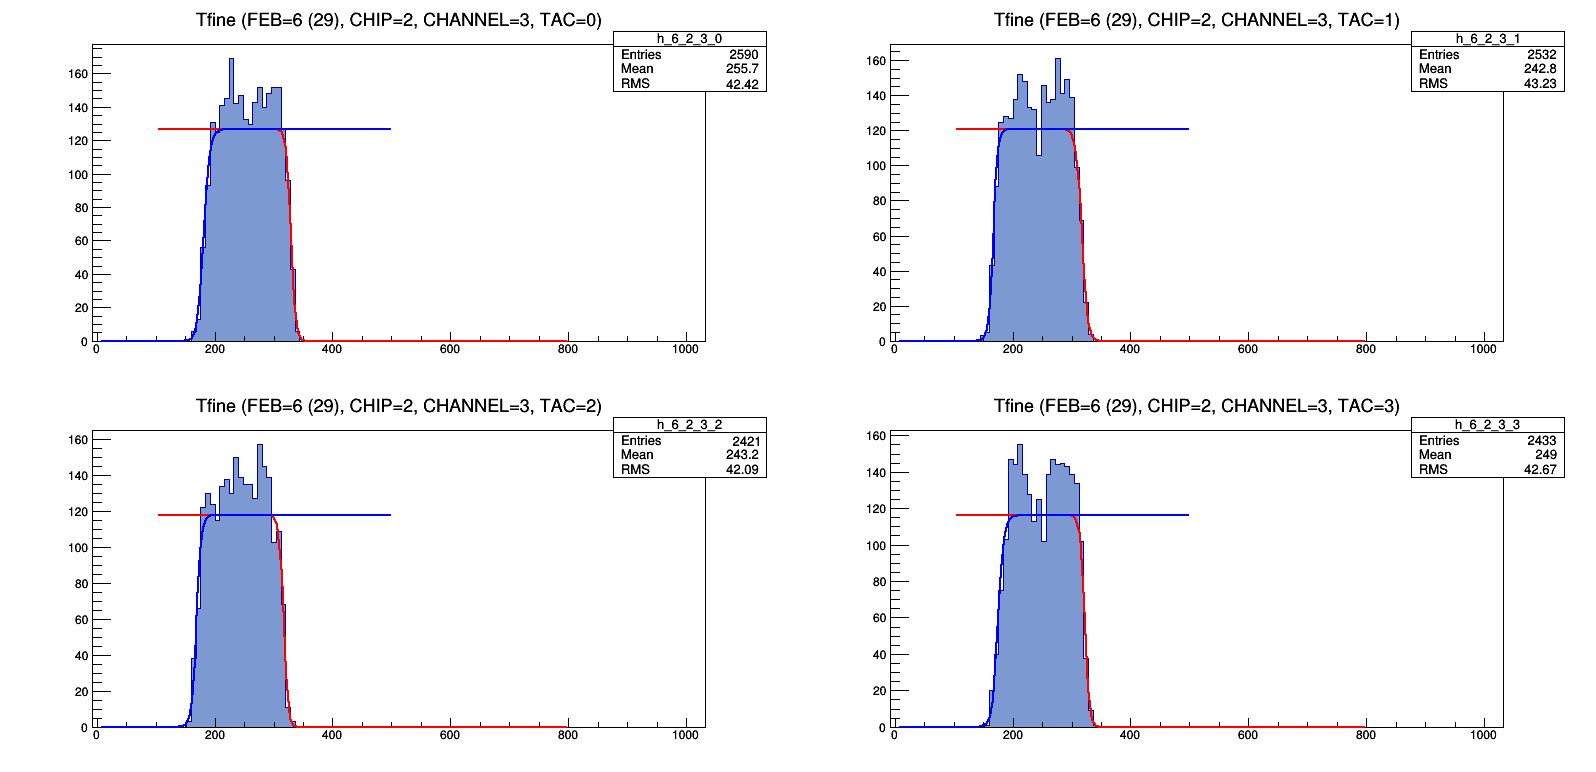 Tfine (FEB=6 (29), CHIP=2, CHANNEL=3, TAC=0)
h_6_2_3_0
Entries 2590
Mean 255.7
RMS 42.42
160
140
120
100
80
60
40
20
0
0 200 400 600 800 1000
Tfine (FEB=6 (29), CHIP=2, CHANNEL=3, TAC=1)
h_6_2_3_1
Entries 2532
Mean 242.8
RMS 43.23
160
140
120
100
80
60
40
20
0
0 200 400 600 800 1000
Tfine (FEB=6 (29), CHIP=2, CHANNEL=3, TAC=2)
h_6_2_3_2
Entries 2421
Mean 243.2
RMS 42.09
160
140
120
100
80
60
40
20
0
0 200 400 600 800 1000
Tfine (FEB=6 (29), CHIP=2, CHANNEL=3, TAC=3)
h_6_2_3_3
Entries 2433
Mean 249
RMS 42.67
160
140
120
100
80
60
40
20
0
0 200 400 600 800 1000